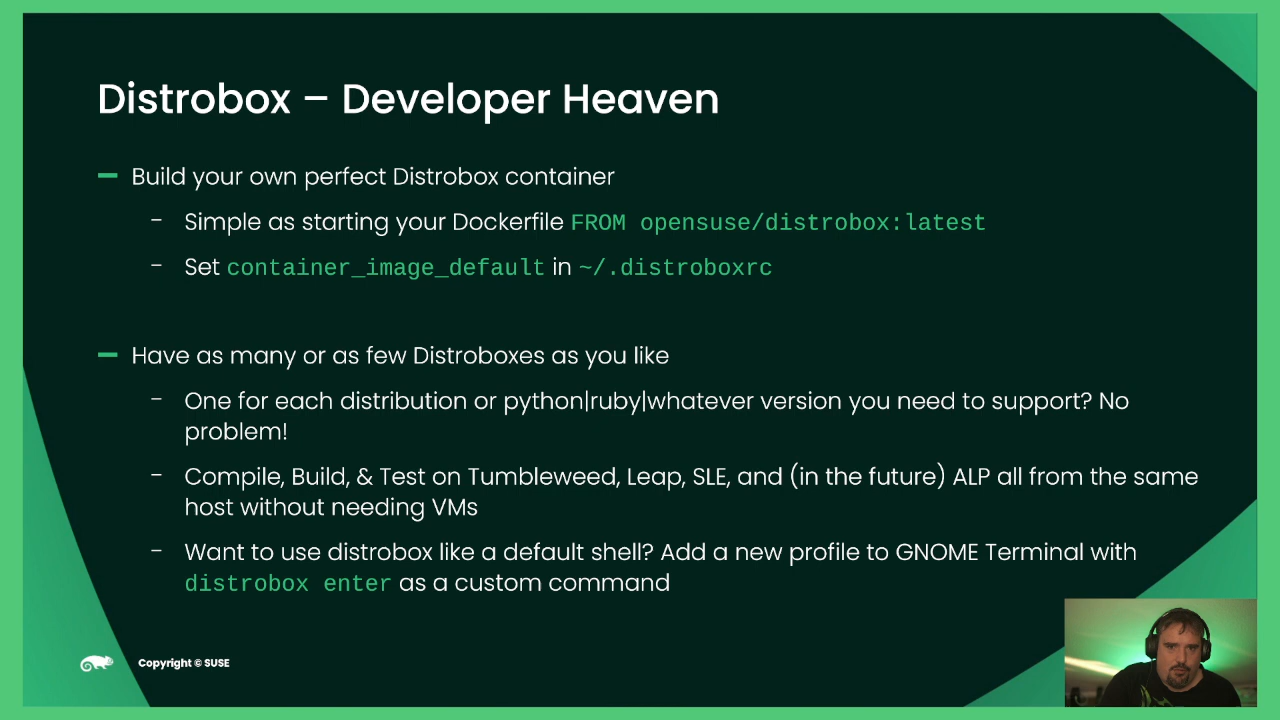 Distrobox – Developer Heaven
Build your own perfect Distrobox container
Simple as starting your Dockerfile FROM opensuse/distrobox:latest
Set container_image_default in ~/.distroboxrc
Have as many or as few Distroboxes as you like
One for each distribution or python|ruby|whatever version you need to support? No
problem!
Compile, Build, & Test on Tumbleweed, Leap, SLE, and (in the future) ALP all from the same
host without needing VMs
Want to use distrobox like a default shell? Add a new profile to GNOME Terminal with
distrobox enter as a custom command
Copyright © SUSE